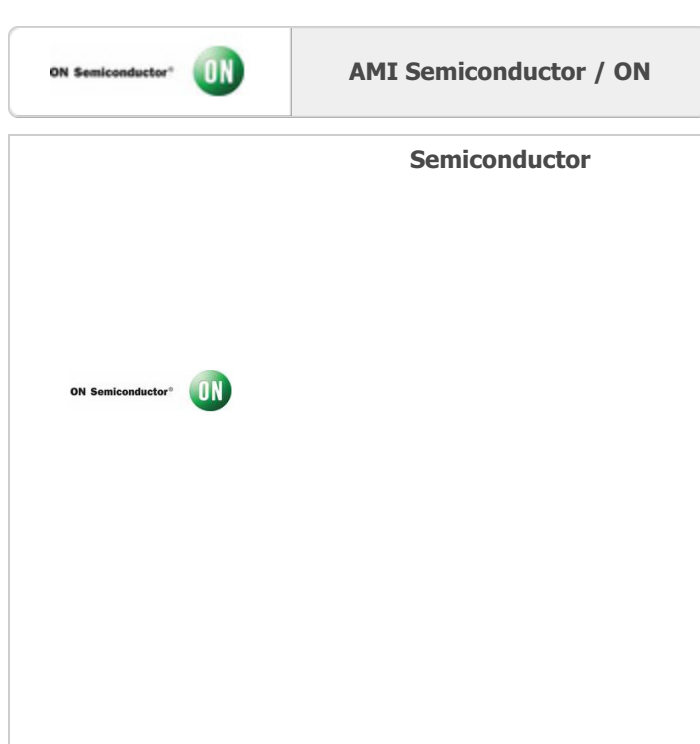 ON Semiconductor®
ON
AMI Semiconductor / ON
Semiconductor
ON Semiconductor®
ON